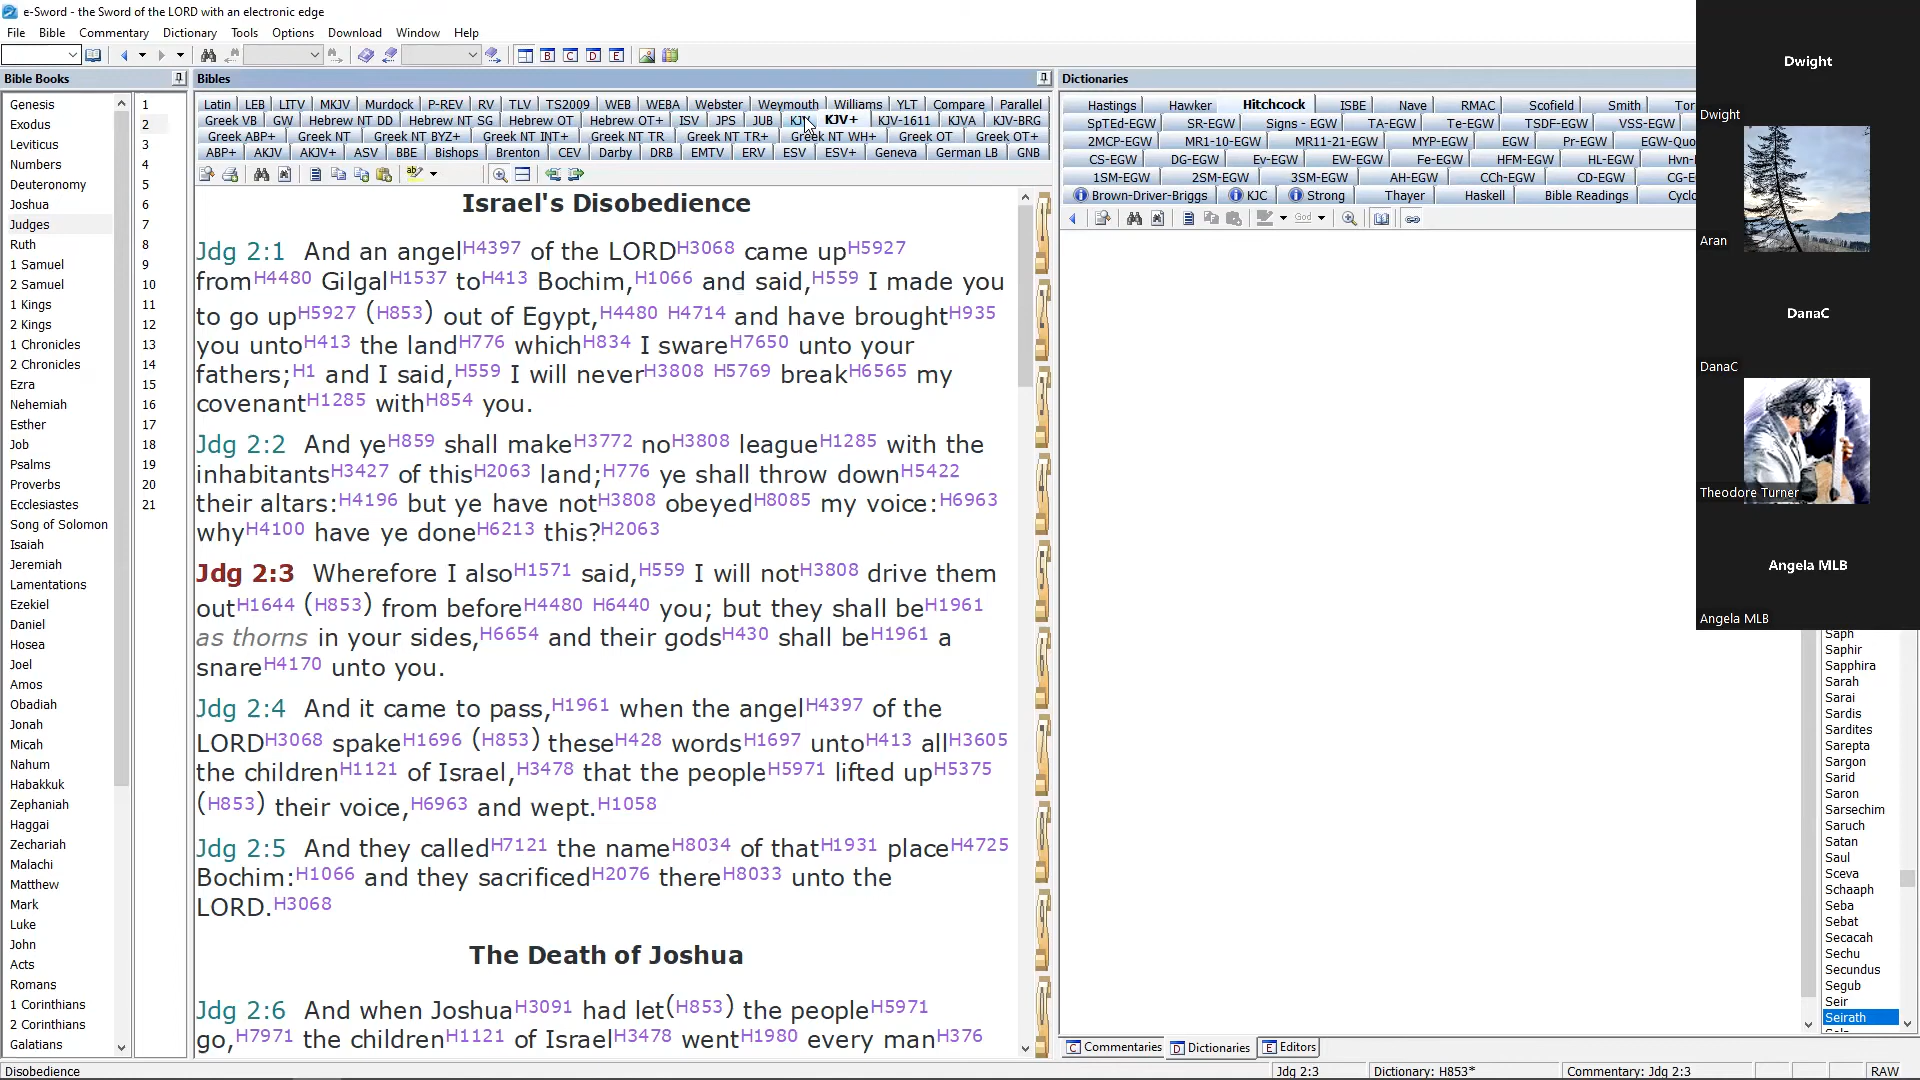 e-Sword - the Sword of the LORD with an electronic edge
File Bible Commentary Dictionary Tools Options Download Window Help
Bible Books
Genesis
Exodus
Leviticus
Numbers
Deuteronomy
Joshua
Judges
Ruth
1 Samuel
2 Samuel
1 Kings
2 Kings
1 Chronicles
2 Chronicles
Ezra
Nehemiah
Esther
Job
Psalms
Proverbs
Ecclesiastes
Song of Solomon
Isaiah
Jeremiah
Lamentations
Ezekiel
Daniel
Hosea
Joel
Amos
Obadiah
Jonah
Micah
Nahum
Habakkuk
Zephaniah
Haggai
Zechariah
Malachi
Matthew
Mark
Luke
John
Acts
Romans
1 Corinthians
2 Corinthians
Galatians
1
2
3
4
5
6
7
8
9
10
11
12
13
14
15
16
17
18
19
20
21
Bibles
Latin LEB LITV MKJV Murdock P-REV RV TLV TS2009 WEB WEBA Webster Weymouth Williams YLT Compare Parallel
Greek VB GW Hebrew NT DD Hebrew NT SG Hebrew OT Hebrew OT+ ISV JPS JUB KJV KJV+ KJV-1611 KJVA KJV-BRG
Greek ABP+ Greek NT Greek NT BYZ+ Greek NT INT+ Greek NT TR Greek NT TR+ Greek NT WH+ Greek OT Greek OT+
ABP+ AKJV AKJV+ ASV BBE Bishops Brenton CEV Darby DRB EMTV ERV ESV ESV+ Geneva German LB GNB
Israel's Disobedience
Jdg 2:1 And an angelH4397 of the LORDH3068 came upH5927
fromH4480 GilgalH1537 toH413 Bochim,H1066 and said,H559 I made you
to go upH5927 (H853) out of Egypt,H4480 H4714 and have broughtH935
you untoH413 the landH776 whichH834 I swareH7650 unto your
fathers;H1 and I said,H559 I will neverH3808 H5769 breakH6565 my
covenantH1285 withH854 you.
Jdg 2:2 And yeH859 shall makeH3772 noH3808 leagueH1285 with the
inhabitantsH3427 of thisH2063 land;H776 ye shall throw downH5422
their altars:H4196 but ye have notH3808 obeyedH8085 my voice:H6963
whyH4100 have ye doneH6213 this?H2063
Jdg 2:3 Wherefore I alsoH1571 said,H559 I will notH3808 drive them
outH1644 (H853) from beforeH4480 H6440 you; but they shall beH1961
as thorns in your sides,H6654 and their godsH430 shall beH1961 a
snareH4170 unto you.
Jdg 2:4 And it came to pass,H1961 when the angelH4397 of the
LORDH3068 spakeH1696 (H853) theseH428 wordsH1697 untoH413 allH3605
the childrenH1121 of Israel,H3478 that the peopleH5971 lifted upH5375
(H853) their voice,H6963 and wept.H1058
Jdg 2:5 And they calledH7121 the nameH8034 of thatH1931 placeH4725
Bochim:H1066 and they sacrificedH2076 thereH8033 unto the
LORD.H3068
The Death of Joshua
Jdg 2:6 And when JoshuaH3091 had let(H853) the peopleH5971
go,H7971 the childrenH1121 of IsraelH3478 wentH1980 every manH376
Dictionaries
Hastings Hawker Hitchcock ISBE Nave RMAC Scofield Smith Tor
SpTEd-EGW SR-EGW Signs - EGW TA-EGW Te-EGW TSDF-EGW VSS-EGW
2MCP-EGW MR1-10-EGW MR11-21-EGW MYP-EGW Pr-EGW EGW-Quo
CS-EGW DG-EGW Ev-EGW EW-EGW Fe-EGW HFM-EGW HL-EGW Hvn-
1SM-EGW 2SM-EGW 3SM-EGW AH-EGW CCh-EGW CD-EGW CG-E
Brown-Driver-Briggs KJC Strong Thayer Haskell Bible Readings Cyclo
God
Dwight
Dwight
Aran
DanaC
DanaC
Theodore Turner
Angela MLB
Angela MLB
Saph
Saphir
Sapphira
Sarah
Sarai
Sardis
Sardites
Sarepta
Sargon
Sarid
Saron
Sarsechim
Saruch
Satan
Saul
Sceva
Schaaph
Seba
Sebat
Secacah
Sechu
Secundus
Segub
Seir
Seirath
Commentaries Dictionaries Editors
Disobedience Jdg 2:3 Dictionary: H853* Commentary: Jdg 2:3 RAW